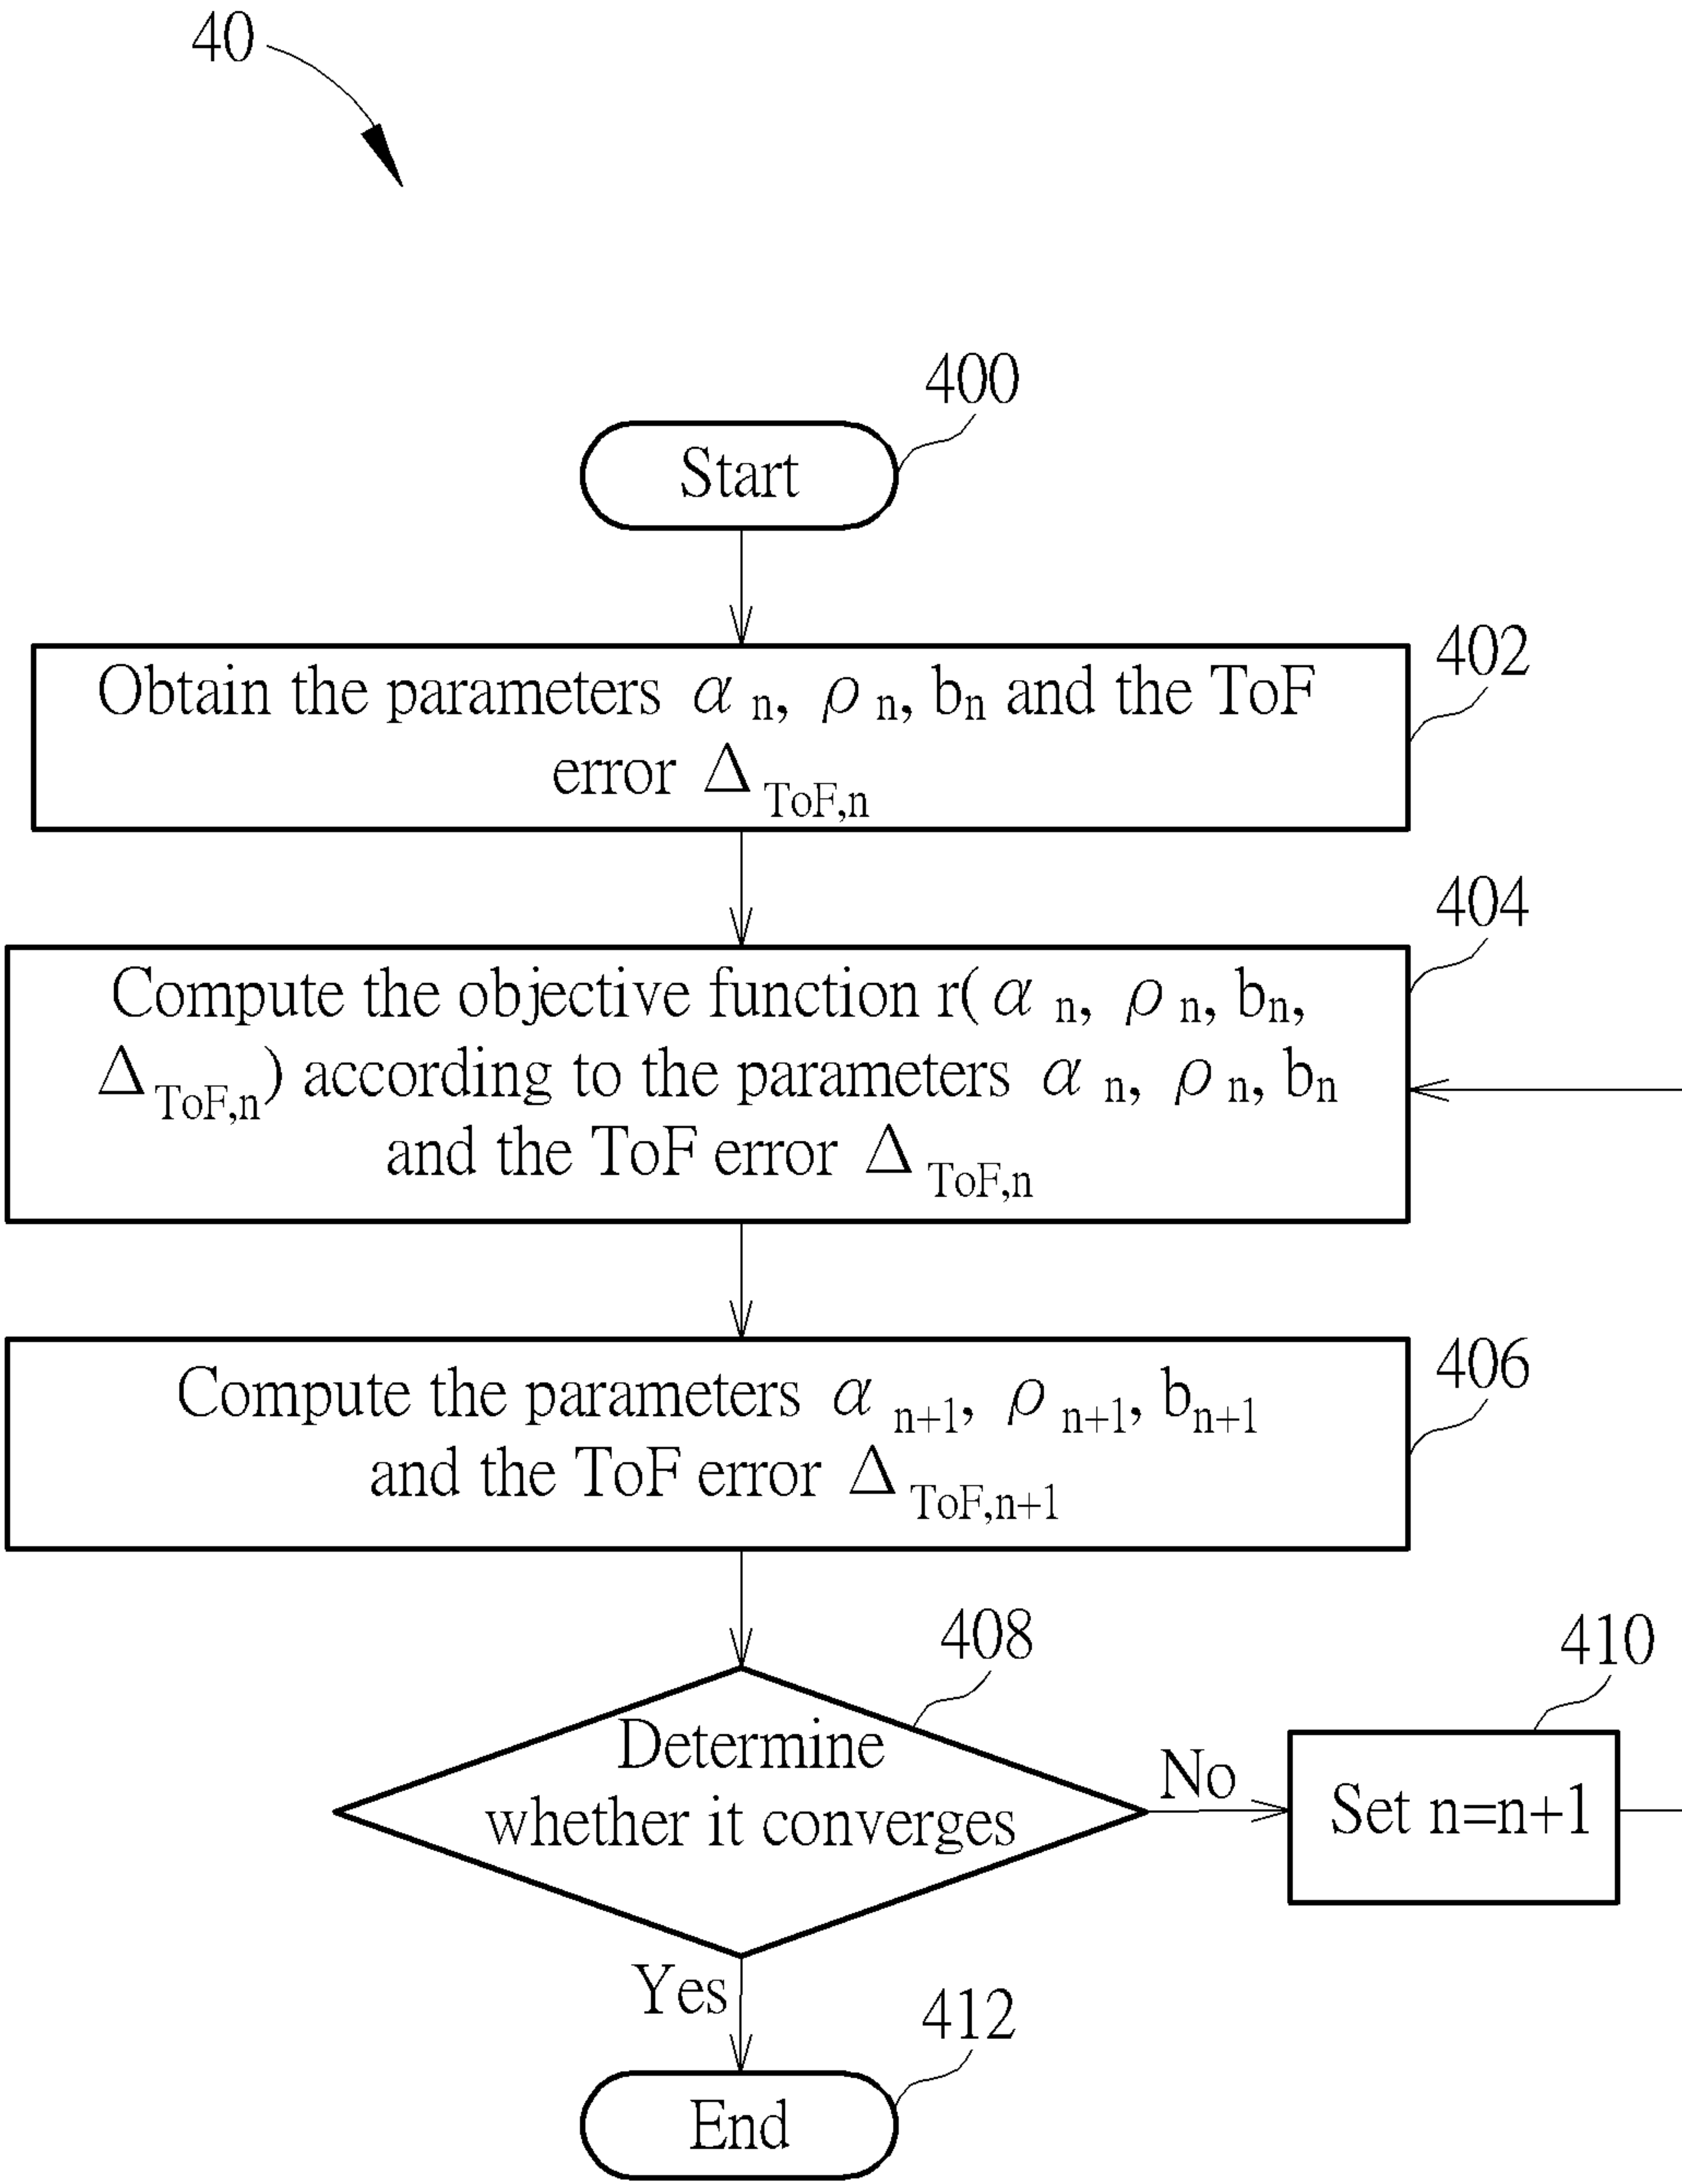 40
400
Start
402
Obtain the parameters α n, ρ n, bn and the ToF
error Δ ToF,n
404
Compute the objective function r( α n, ρ n, bn,
Δ ToF,n) according to the parameters α n, ρ n, bn
and the ToF error Δ ToF,n
406
Compute the parameters α n+1, ρ n+1, bn+1
and the ToF error Δ ToF,n+1
408
Determine
whether it converges
No
410
Set n=n+1
Yes
412
End